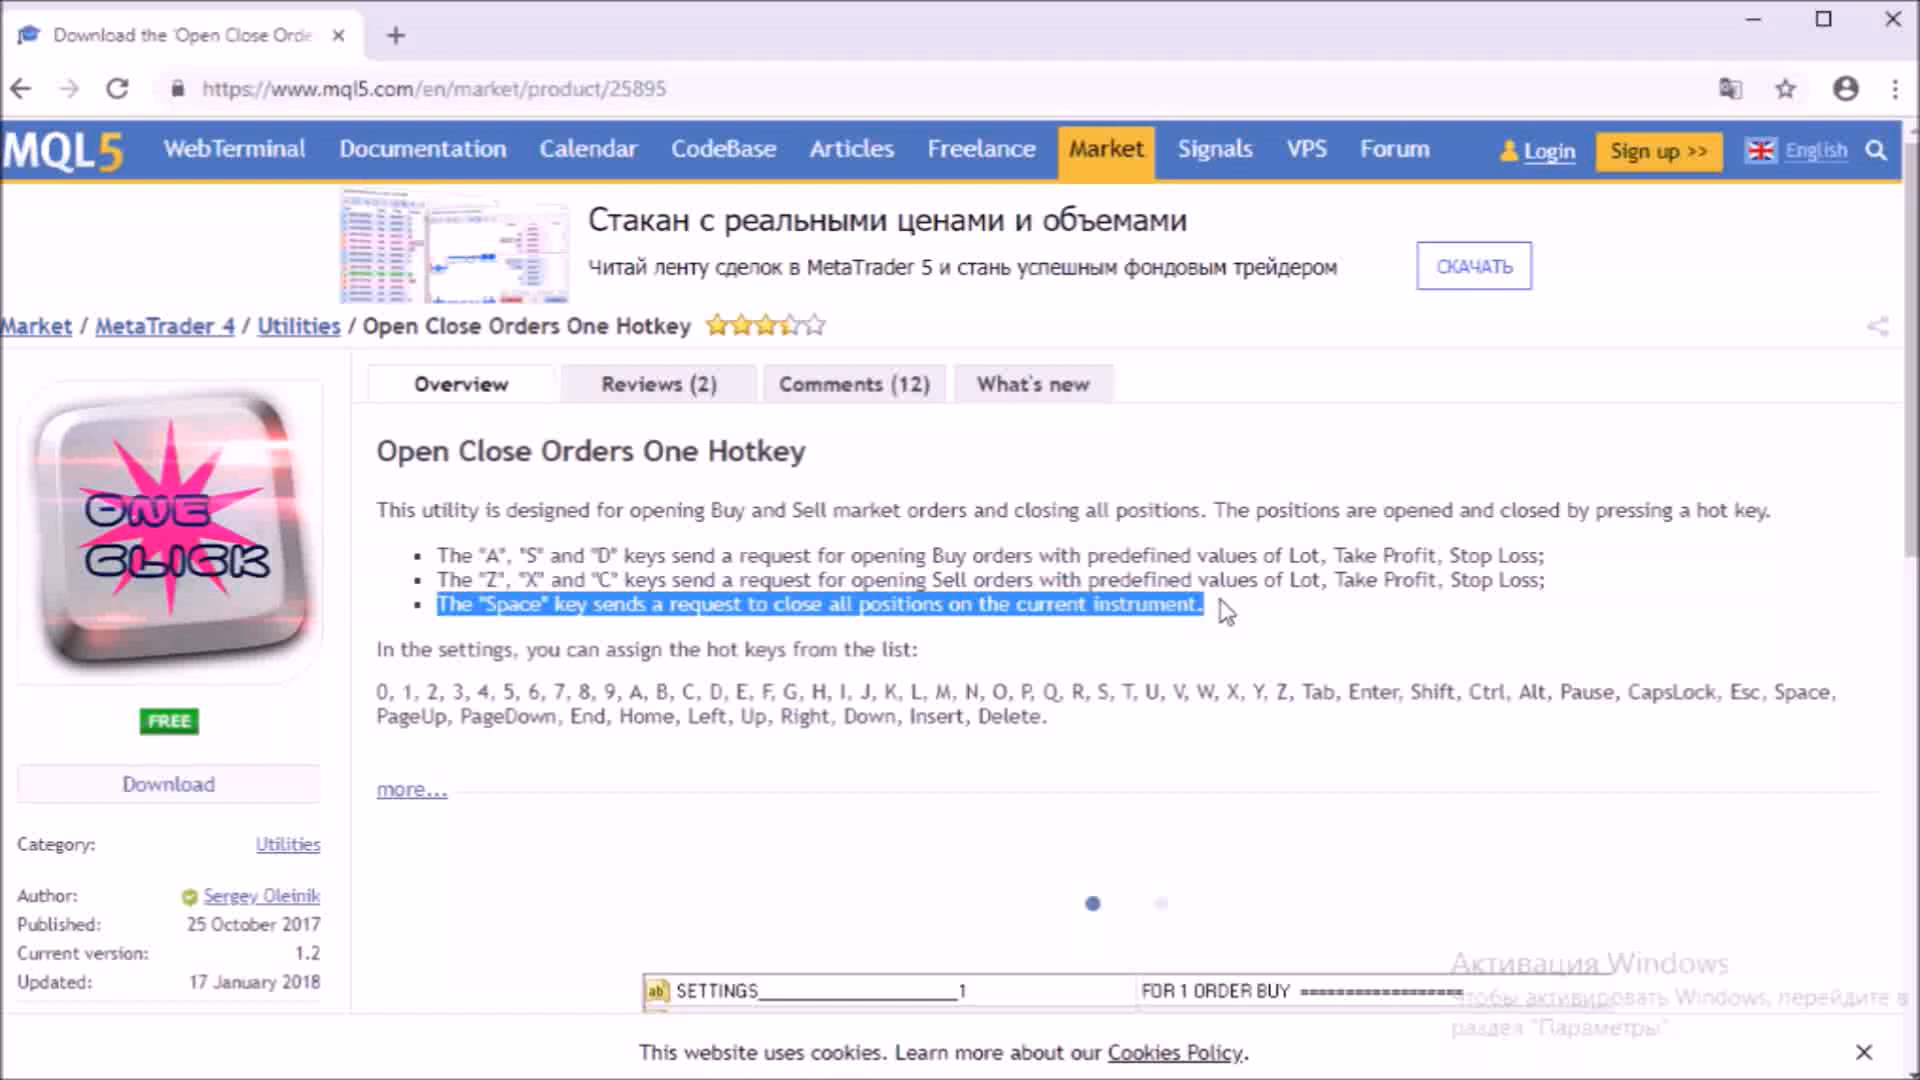 Download the 'Open Close Orde
https://www.mql5.com/en/market/product/25895
MQL5 WebTerminal Documentation Calendar CodeBase Articles Freelance Market Signals VPS Forum Login Sign up >> English
Стакан с реальными ценами и объемами
Читай ленту сделок в MetaTrader 5 и стань успешным фондовым трейдером
СКАЧАТЬ
Market / MetaTrader 4 / Utilities / Open Close Orders One Hotkey
Overview Reviews (2) Comments (12) What's new
ONE
CLICK
FREE
Download
Category: Utilities
Author: Sergey Oleinik
Published: 25 October 2017
Current version: 1.2
Updated: 17 January 2018
Open Close Orders One Hotkey
This utility is designed for opening Buy and Sell market orders and closing all positions. The positions are opened and closed by pressing a hot key.
The "A", "S" and "D" keys send a request for opening Buy orders with predefined values of Lot, Take Profit, Stop Loss;
The "Z", "X" and "C" keys send a request for opening Sell orders with predefined values of Lot, Take Profit, Stop Loss;
The "Space" key sends a request to close all positions on the current instrument.
In the settings, you can assign the hot keys from the list:
0, 1, 2, 3, 4, 5, 6, 7, 8, 9, A, B, C, D, E, F, G, H, I, J, K, L, M, N, O, P, Q, R, S, T, U, V, W, X, Y, Z, Tab, Enter, Shift, Ctrl, Alt, Pause, CapsLock, Esc, Space,
PageUp, PageDown, End, Home, Left, Up, Right, Down, Insert, Delete.
more...
ab SETTINGS____________________1 FOR 1 ORDER BUY ==================
Активация Windows
Чтобы активировать Windows, перейдите в
раздел "Параметры".
This website uses cookies. Learn more about our Cookies Policy.